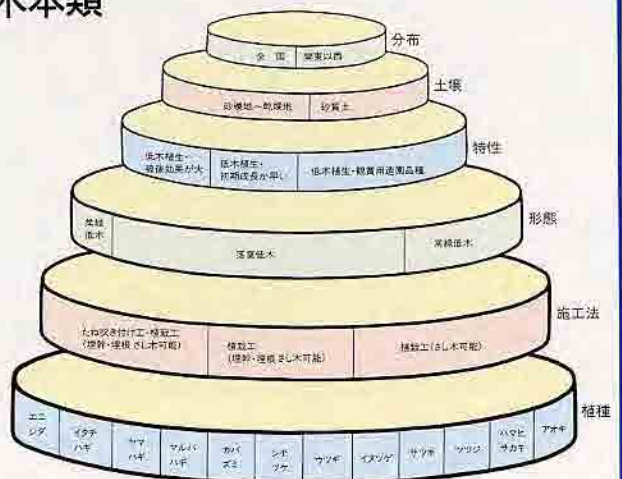 木本類
分布
全国
関東以西
土壌
砂礫地～乾燥地
砂質土
特性
低木植生・
被覆効果が大
低木植生・
初期成長が早い
低木植生・観賞用造園品種
形態
常緑
低木
落葉低木
常緑低木
施工法
たね吹き付け工・植栽工
(埋幹・埋根さし木可能)
植栽工
(埋幹・埋根さし木可能)
植栽工(さし木可能)
植種
エニ
シダ
イタチ
ハギ
ヤマ
ハギ
マルバ
ハギ
カバ
ズミ
シモ
ツケ
ウツギ
イヌツゲ
サツキ
ツツジ
ハマヒ
サカキ
アオキ